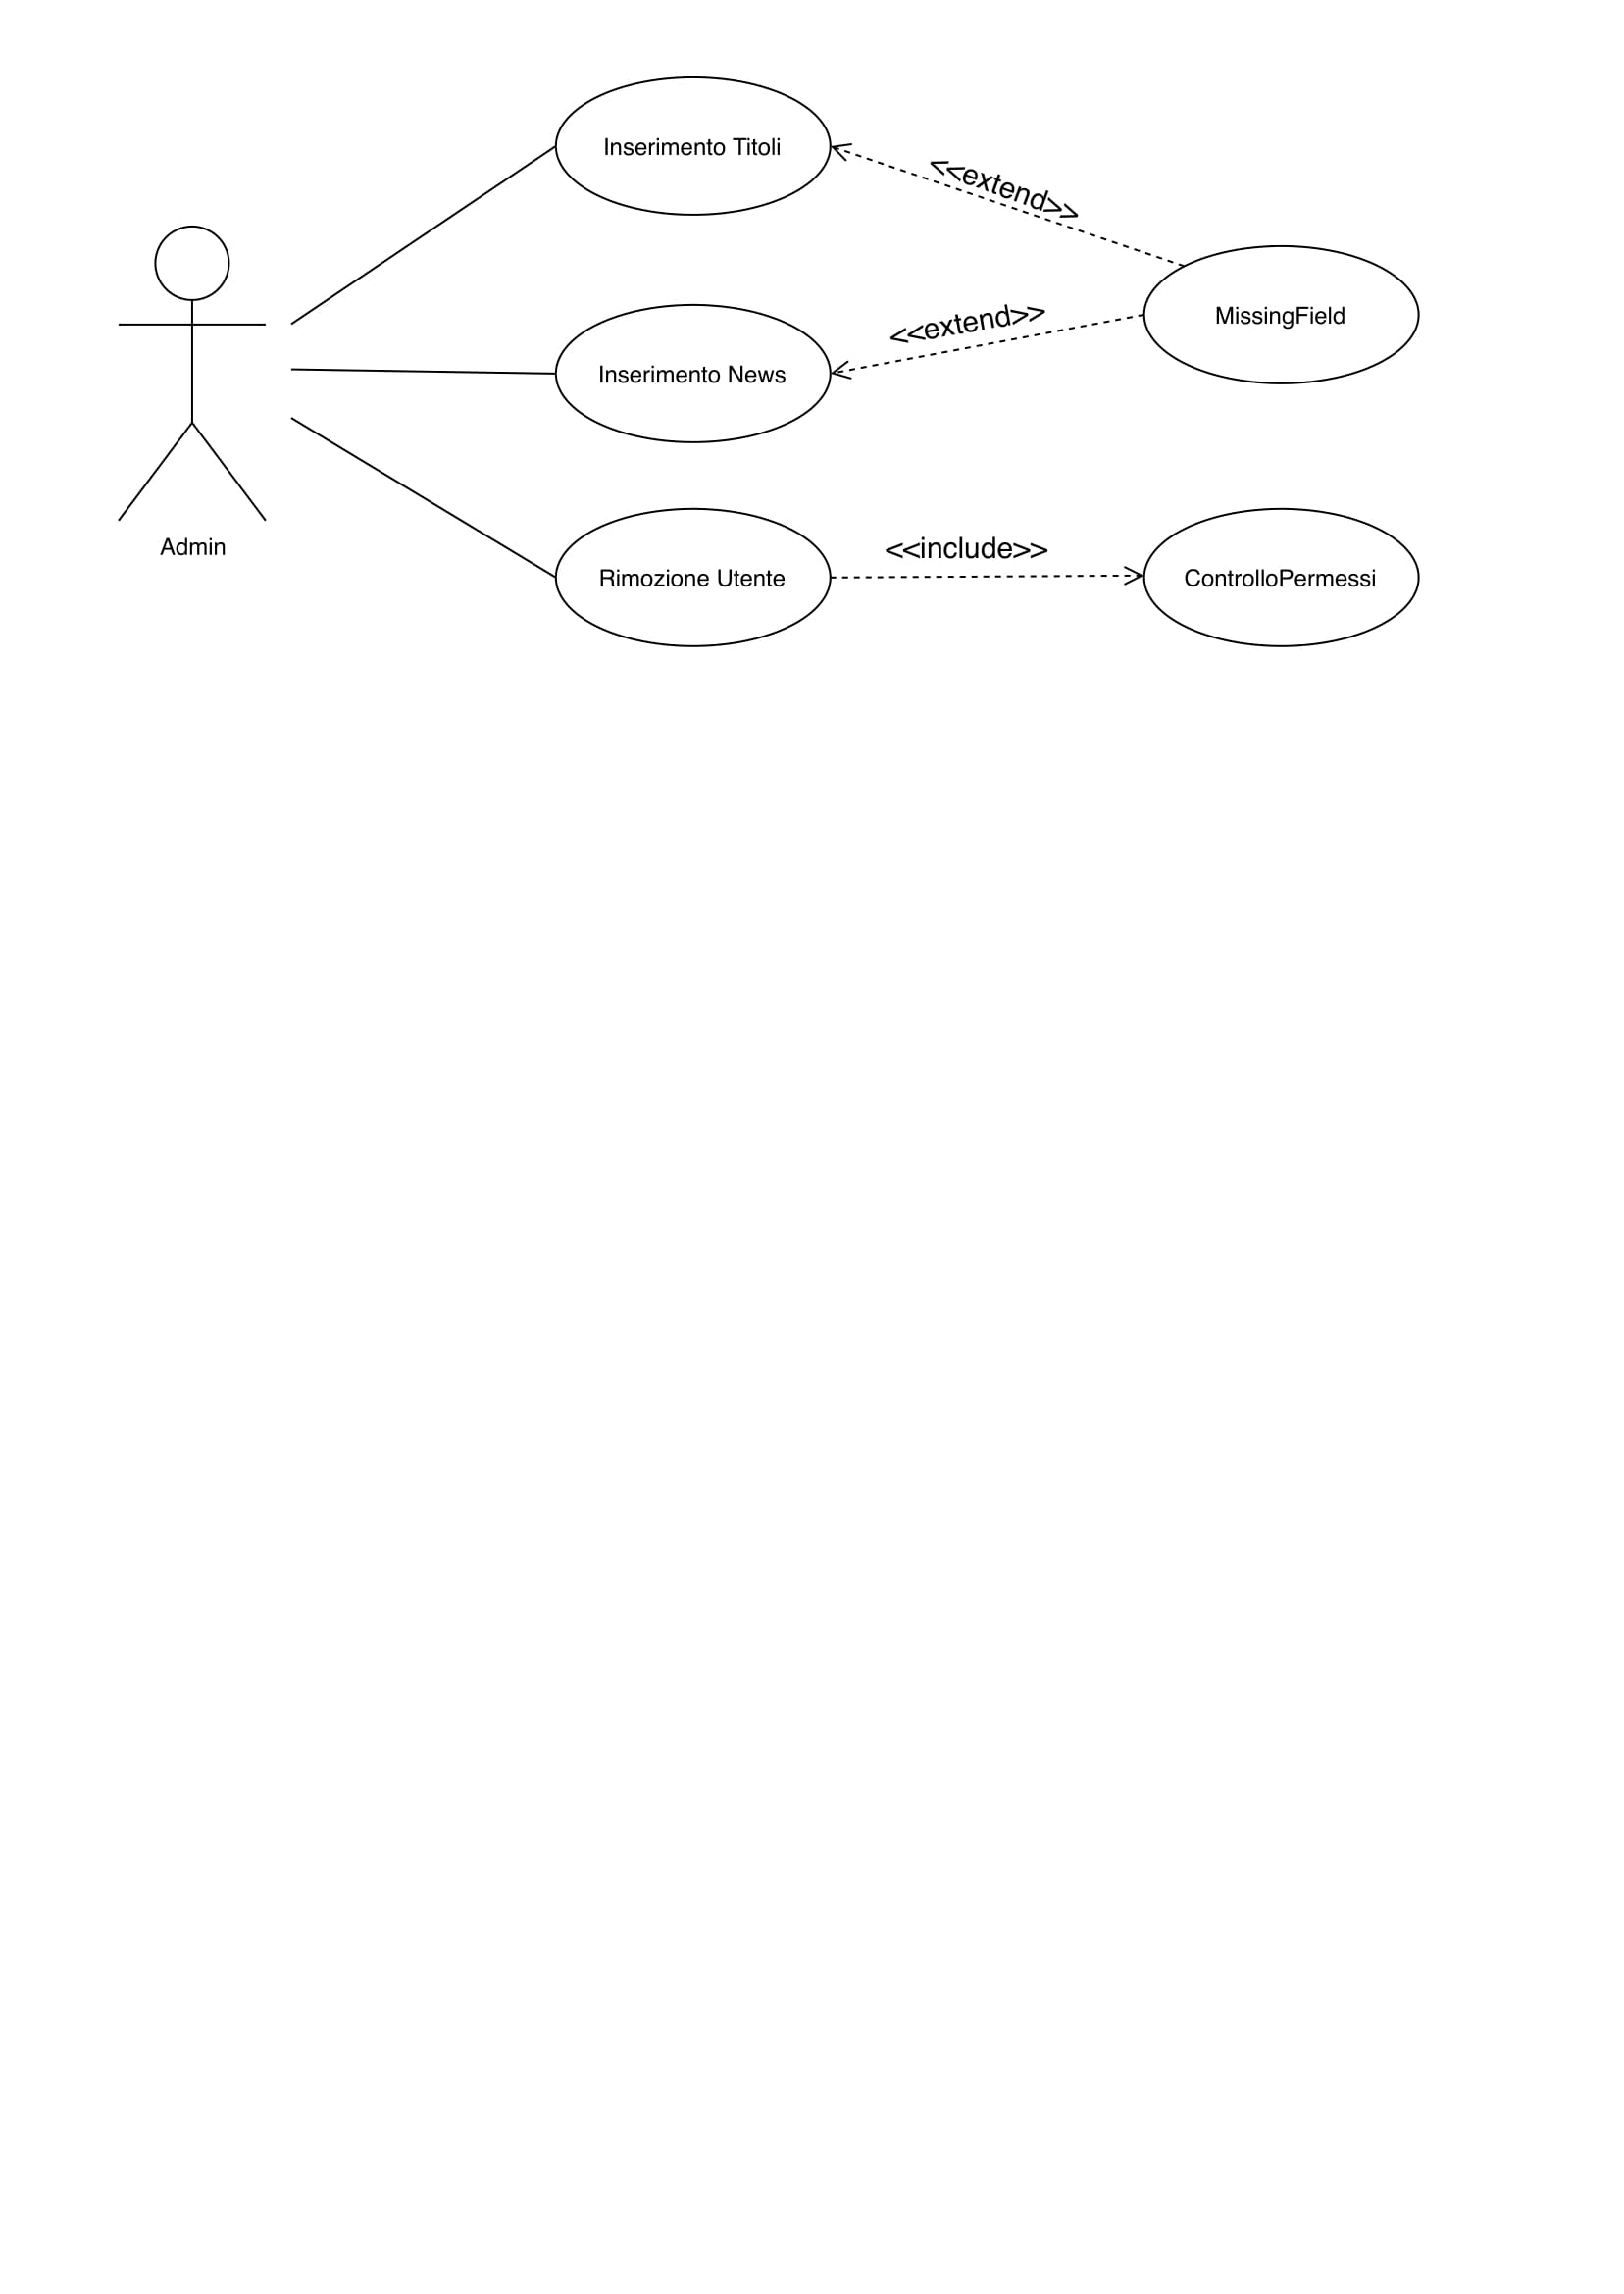 Inserimento Titoli
<<extend>>
MissingField
<<extend>>
Inserimento News
Admin
Rimozione Utente
<<include>>
ControlloPermessi